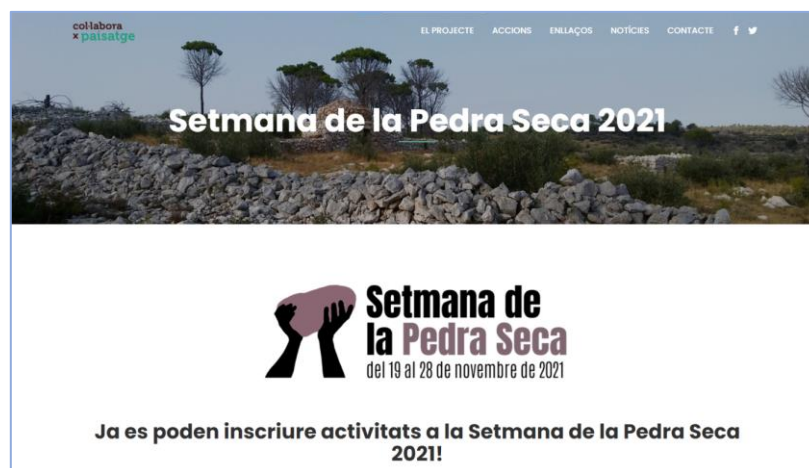 col·labora
x paisatge
EL PROJECTE ACCIONS ENLLAÇOS NOTÍCIES CONTACTE
Setmana de la Pedra Seca 2021
Setmana de
la Pedra Seca
del 19 al 28 de novembre de 2021
Ja es poden inscriure activitats a la Setmana de la Pedra Seca
2021!